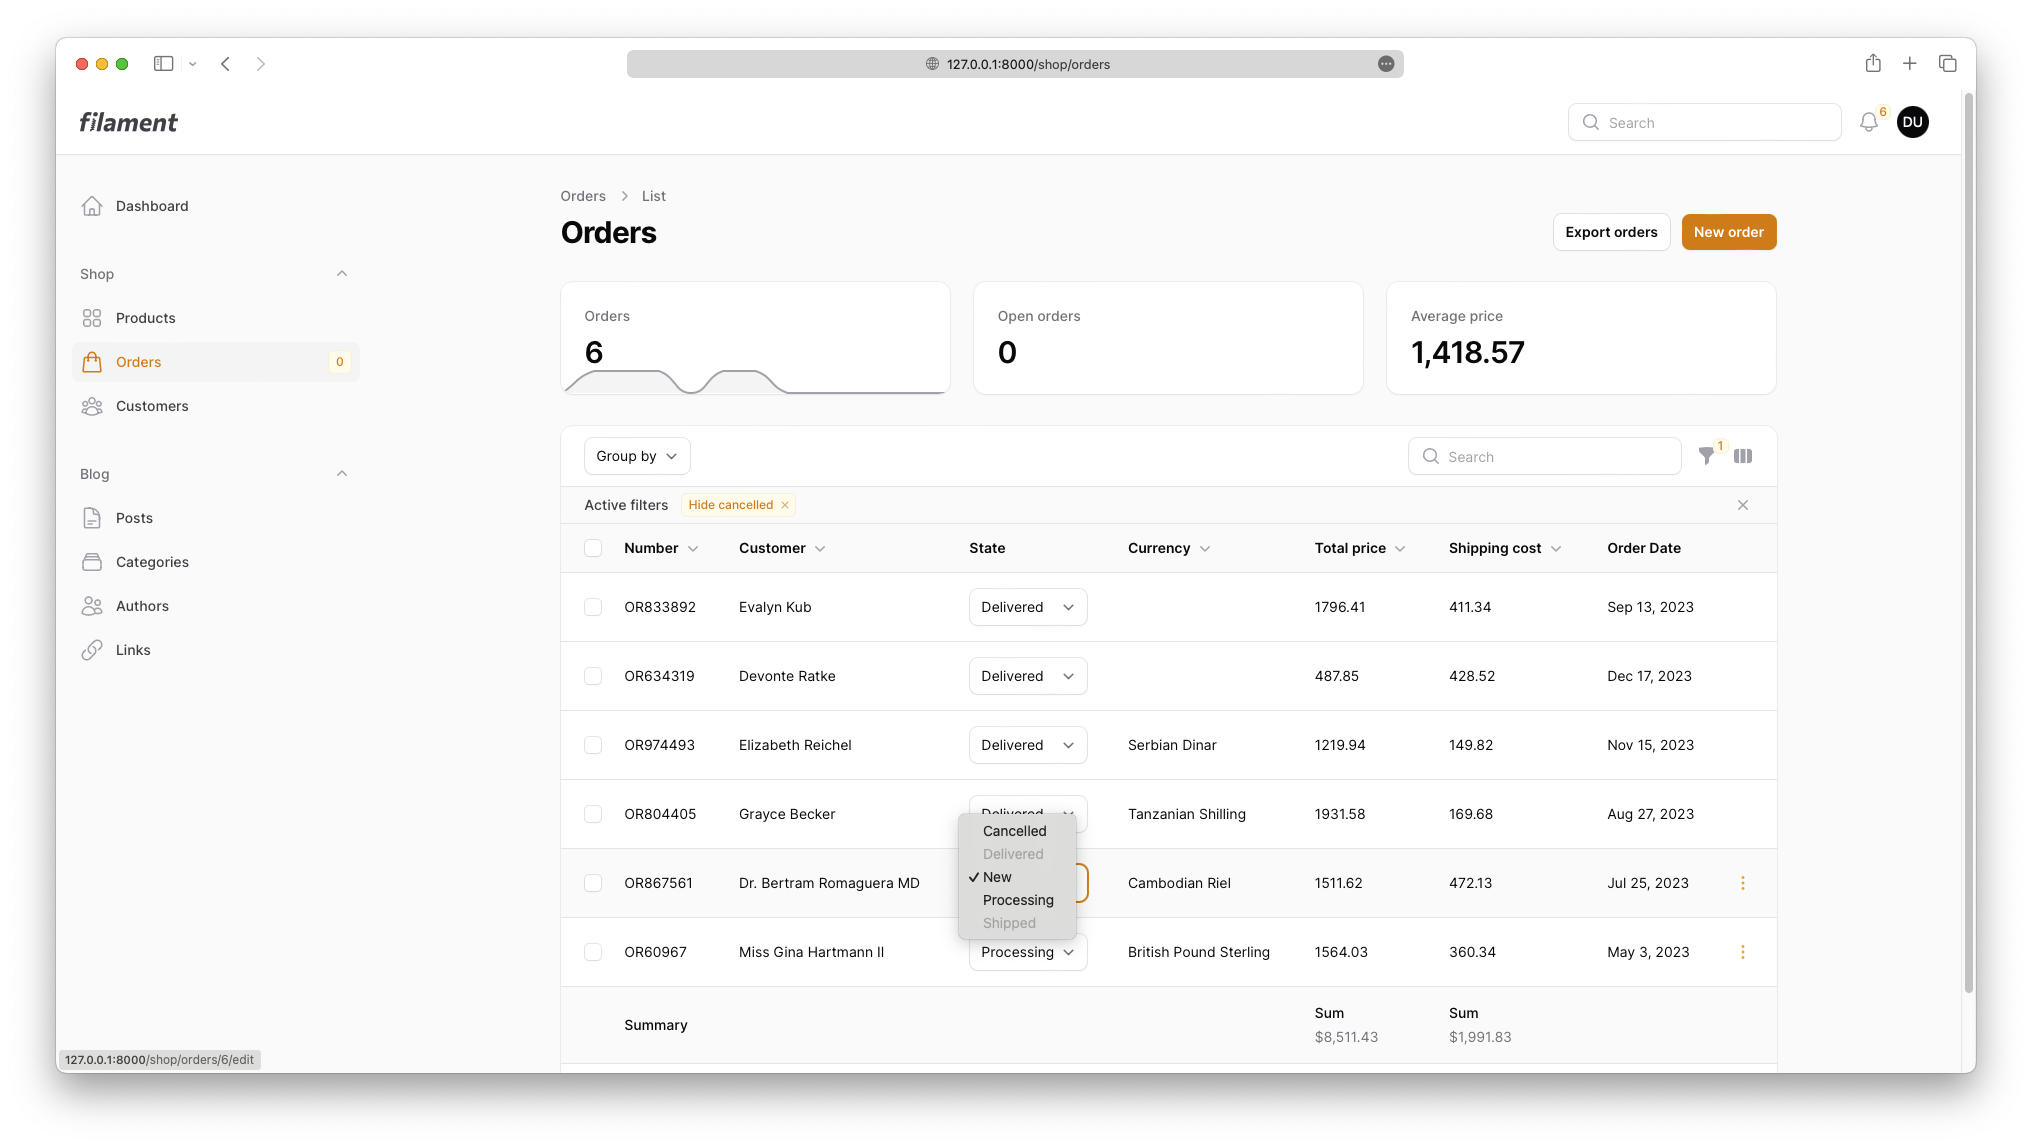 127.0.0.1:8000/shop/orders
filament
Search
6
DU
Dashboard
Shop
Products
Orders 0
Customers
Blog
Posts
Categories
Authors
Links
Orders > List
Orders
Export orders
New order
Orders
6
Open orders
0
Average price
1,418.57
Group by
Search
1
Active filters Hide cancelled ×
Number Customer State Currency Total price Shipping cost Order Date
OR833892 Evalyn Kub Delivered 1796.41 411.34 Sep 13, 2023
OR634319 Devonte Ratke Delivered 487.85 428.52 Dec 17, 2023
OR974493 Elizabeth Reichel Delivered Serbian Dinar 1219.94 149.82 Nov 15, 2023
OR804405 Grayce Becker Delivered Tanzanian Shilling 1931.58 169.68 Aug 27, 2023
Cancelled
Delivered
✓ New
Processing
Shipped
OR867561 Dr. Bertram Romaguera MD Cambodian Riel 1511.62 472.13 Jul 25, 2023
OR60967 Miss Gina Hartmann II Processing British Pound Sterling 1564.03 360.34 May 3, 2023
Summary
Sum
$8,511.43
Sum
$1,991.83
127.0.0.1:8000/shop/orders/6/edit